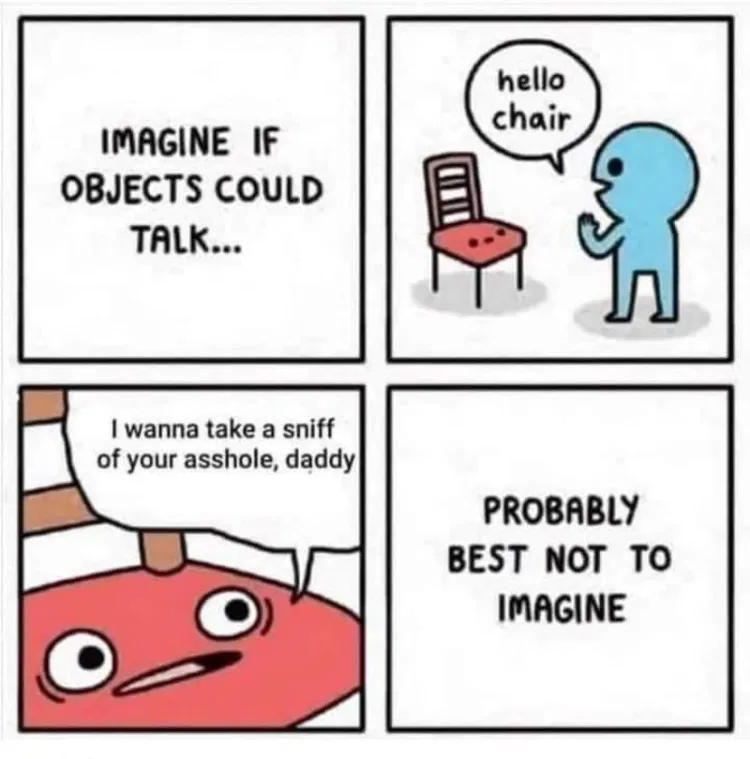 IMAGINE IF
OBJECTS COULD
TALK...
hello
chair
I wanna take a sniff
of your asshole, daddy
PROBABLY
BEST NOT TO
IMAGINE